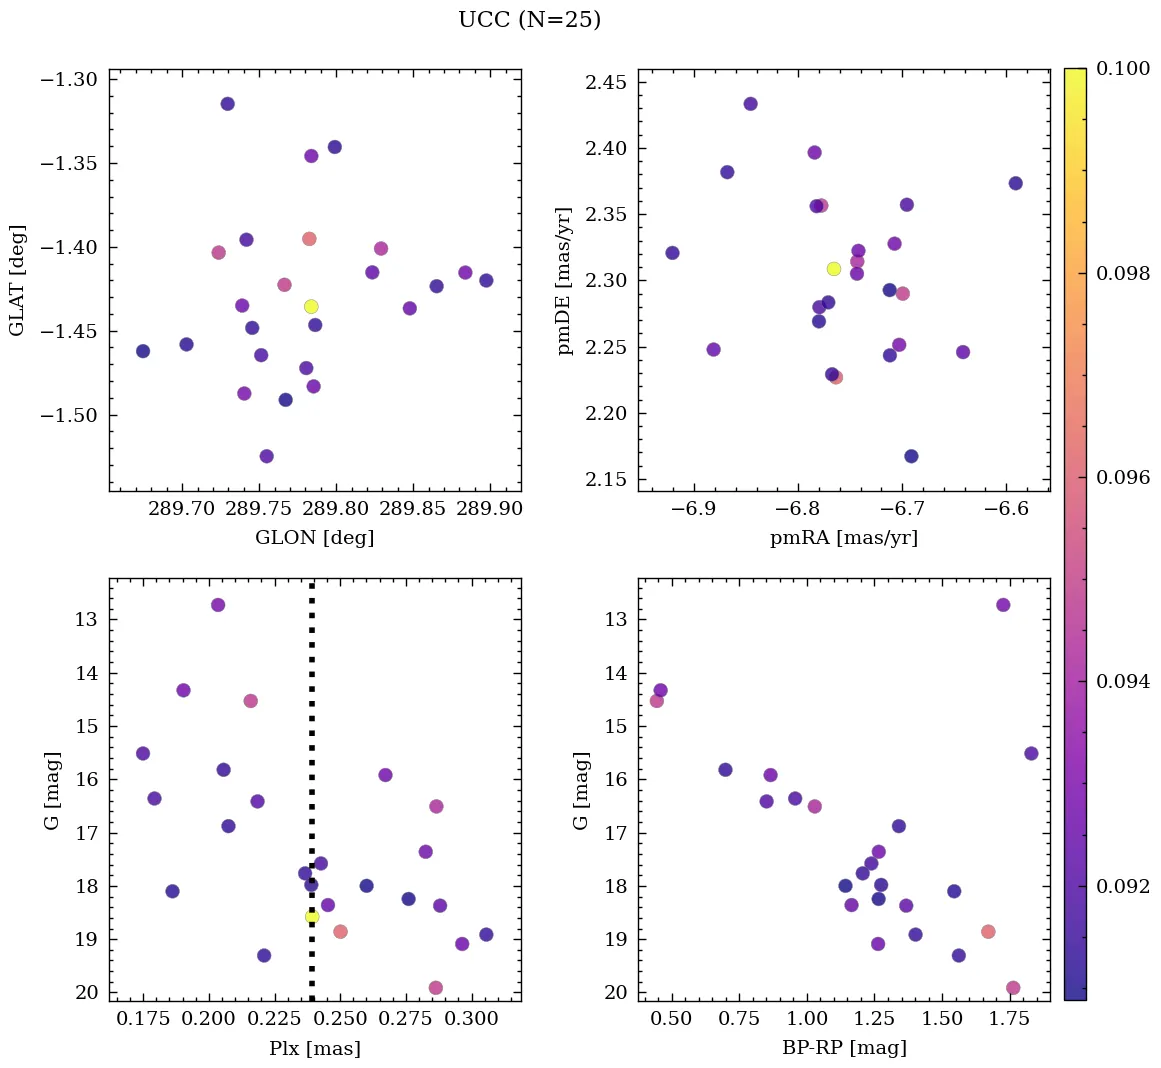 UCC (N=25)
−1.30
−1.35
−1.40
−1.45
−1.50
GLAT [deg]
289.70 289.75 289.80 289.85 289.90
GLON [deg]
2.45
2.40
2.35
2.30
2.25
2.20
2.15
pmDE [mas/yr]
−6.9 −6.8 −6.7 −6.6
pmRA [mas/yr]
0.100
0.098
0.096
0.094
0.092
13
14
15
16
17
18
19
20
G [mag]
0.175 0.200 0.225 0.250 0.275 0.300
Plx [mas]
13
14
15
16
17
18
19
20
G [mag]
0.50 0.75 1.00 1.25 1.50 1.75
BP-RP [mag]